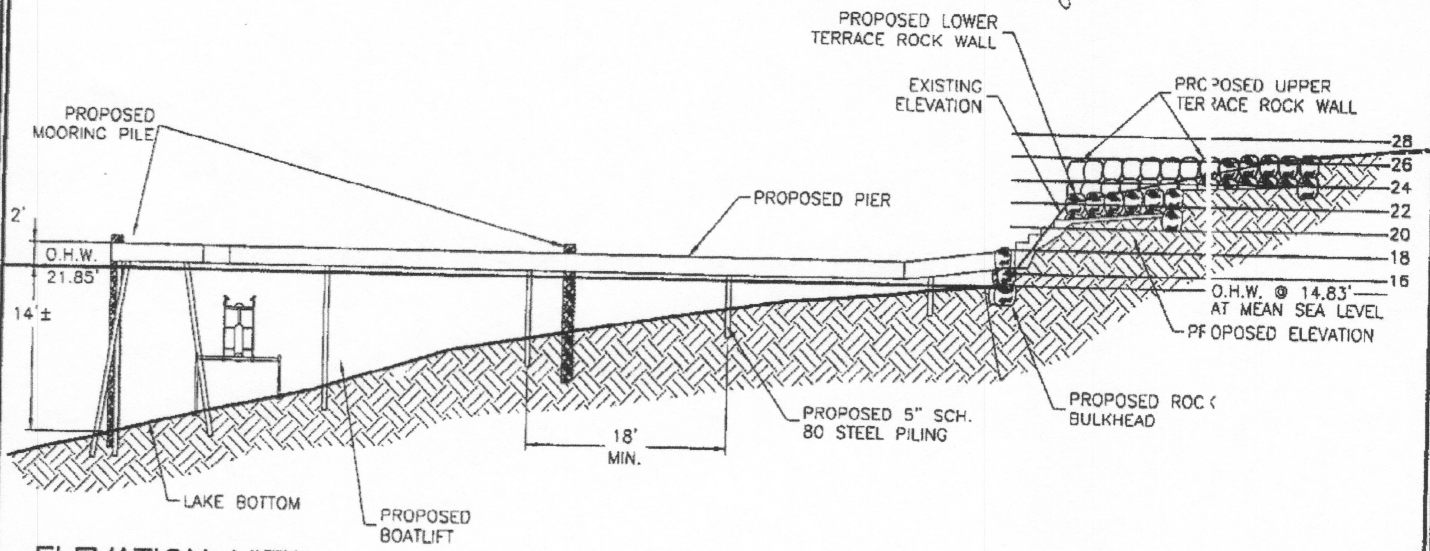 PROPOSED LOWER
TERRACE ROCK WALL
EXISTING
ELEVATION
PROPOSED UPPER
TERRACE ROCK WALL
PROPOSED
MOORING PILE
PROPOSED PIER
28
26
24
22
20
18
16
2'
O.H.W.
21.85'
14'±
O.H.W. @ 14.83'
AT MEAN SEA LEVEL
PROPOSED ELEVATION
PROPOSED ROCK
BULKHEAD
PROPOSED 5" SCH.
80 STEEL PILING
18'
MIN.
LAKE BOTTOM
PROPOSED
BOATLIFT
ELEVATION